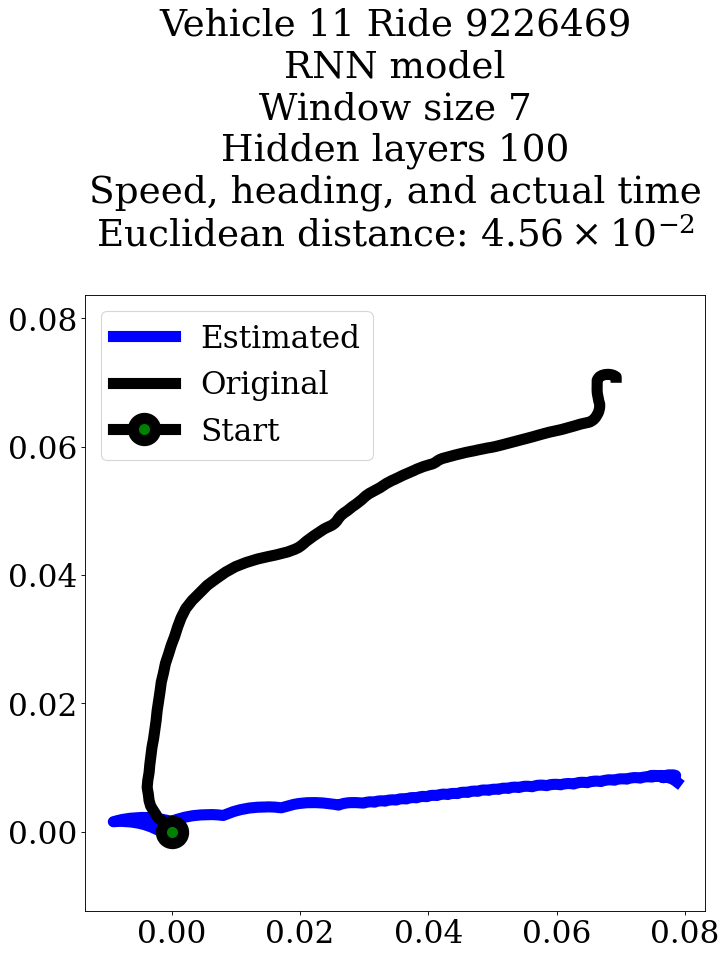 Vehicle 11 Ride 9226469
RNN model
Window size 7
Hidden layers 100
Speed, heading, and actual time
Euclidean distance: 4.56 × 10⁻²
Estimated
Original
Start
0.08
0.06
0.04
0.02
0.00
0.00 0.02 0.04 0.06 0.08